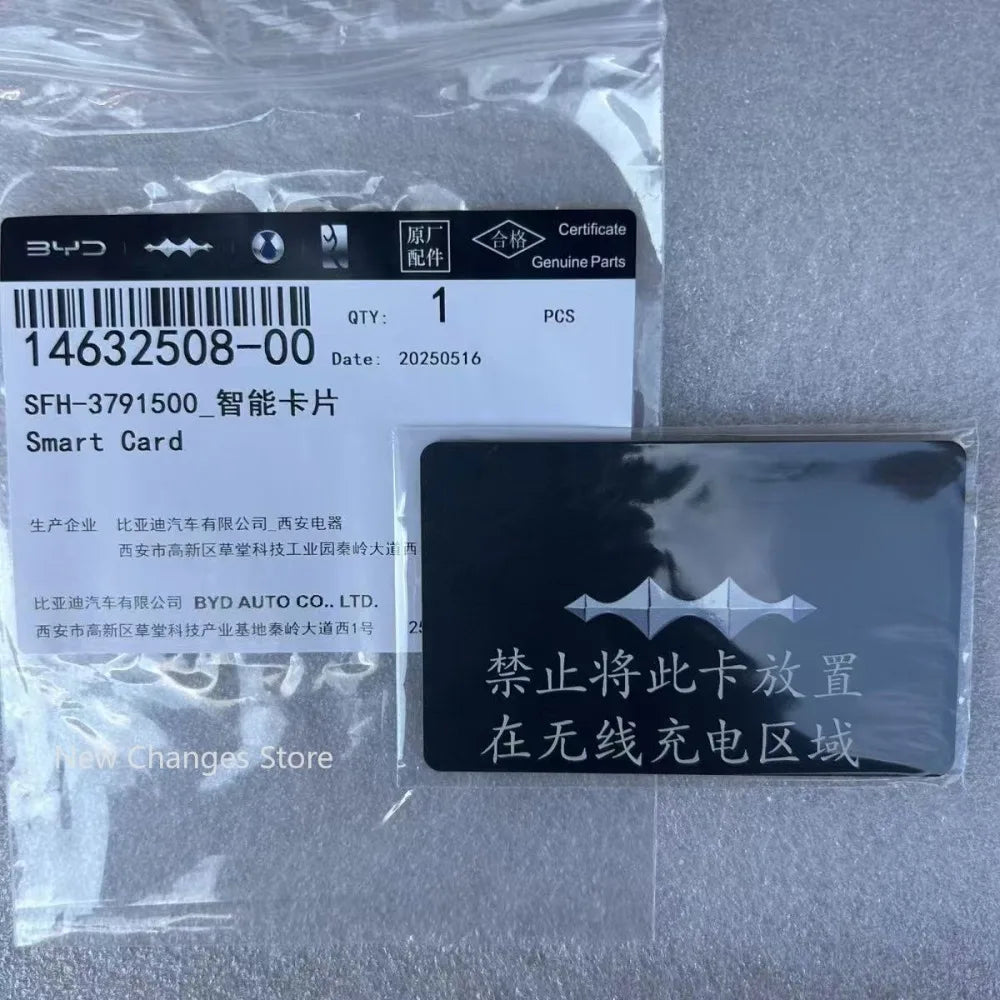 BYD
原厂
配件
合格
Certificate
Genuine Parts
QTY: 1 PCS
14632508-00
Date: 20250516
SFH-3791500_智能卡片
Smart Card
生产企业 比亚迪汽车有限公司_西安电器
西安市高新区草堂科技工业园秦岭大道西
比亚迪汽车有限公司 BYD AUTO CO., LTD.
西安市高新区草堂科技产业基地秦岭大道西1号
禁止将此卡放置
在无线充电区域
New Changes Store